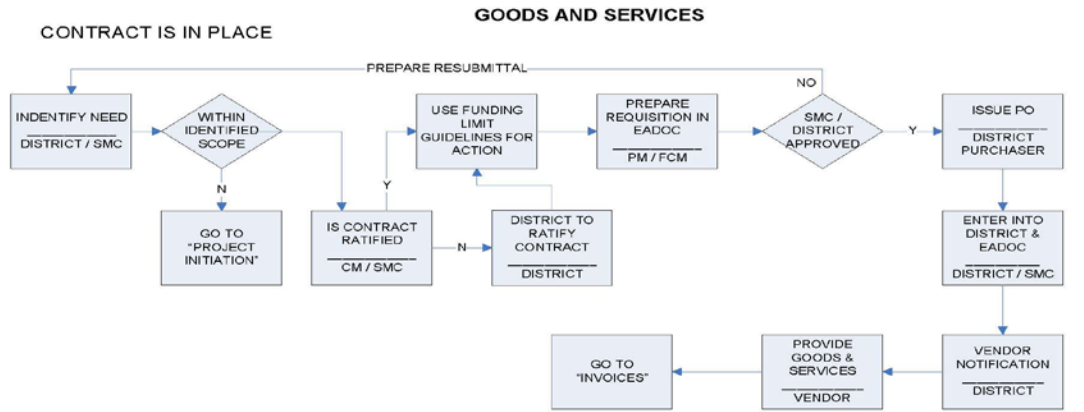 GOODS AND SERVICES
CONTRACT IS IN PLACE
PREPARE RESUBMITTAL
NO
INDENTIFY NEED
DISTRICT / SMC
WITHIN
IDENTIFIED
SCOPE
USE FUNDING
LIMIT
GUIDELINES FOR
ACTION
PREPARE
REQUISITION IN
EADOC
PM / FCM
SMC /
DISTRICT
APPROVED
Y
ISSUE PO
DISTRICT
PURCHASER
N
Y
GO TO
"PROJECT
INITIATION"
IS CONTRACT
RATIFIED
CM / SMC
N
DISTRICT TO
RATIFY
CONTRACT
DISTRICT
ENTER INTO
DISTRICT &
EADOC
DISTRICT / SMC
GO TO
"INVOICES"
PROVIDE
GOODS &
SERVICES
VENDOR
VENDOR
NOTIFICATION
DISTRICT